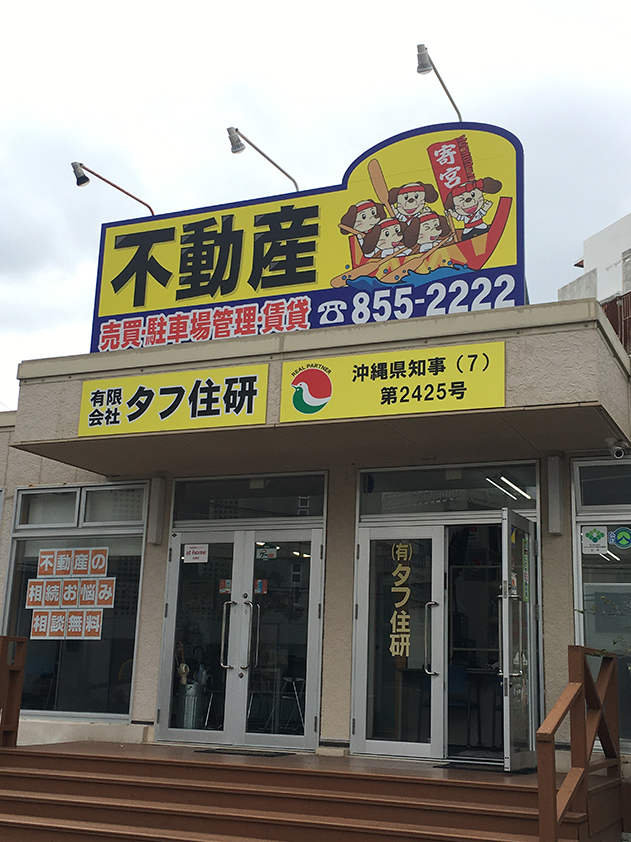 寄宮
不動産
売買・駐車場管理・賃貸 ☎855-2222
有限会社 タフ住研
REAL PARTNER
沖縄県知事(7)
第2425号
at home
(有)タフ住研
不動産の
相続お悩み
相談無料